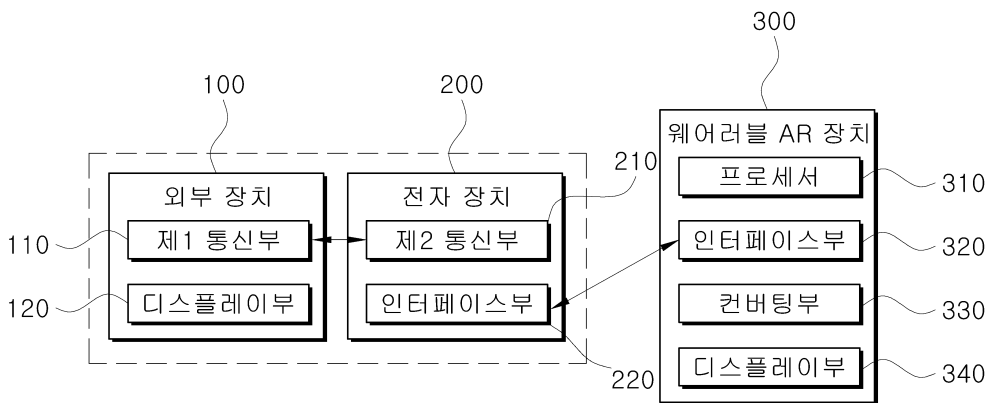 300
100
200
웨어러블 AR 장치
외부 장치
전자 장치
210
프로세서
310
110
제1 통신부
제2 통신부
인터페이스부
320
120
디스플레이부
인터페이스부
컨버팅부
330
220
디스플레이부
340